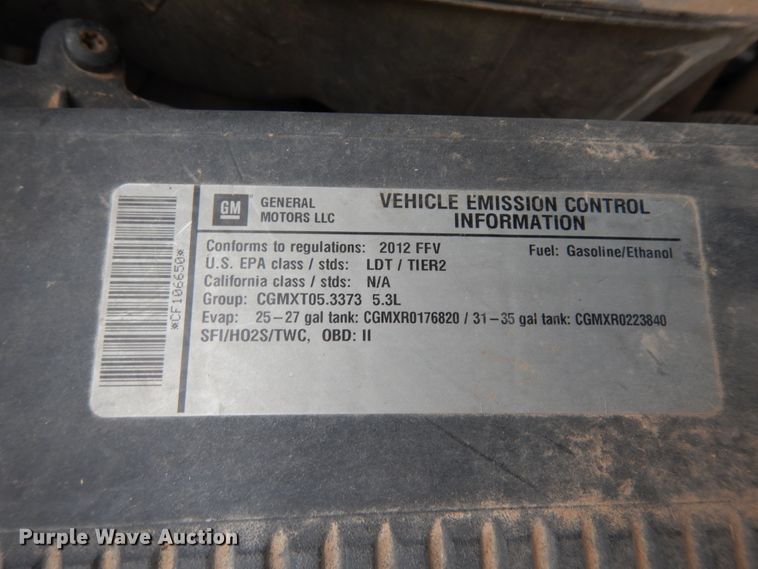 GM
GENERAL
MOTORS LLC
VEHICLE EMISSION CONTROL
INFORMATION
Conforms to regulations: 2012 FFV
Fuel: Gasoline/Ethanol
U.S. EPA class / stds: LDT / TIER2
California class / stds: N/A
Group: CGMXT05.3373 5.3L
Evap: 25-27 gal tank: CGMXR0176820 / 31-35 gal tank: CGMXR0223840
SFI/HO2S/TWC, OBD: II
*CF106650*
Purple Wave Auction